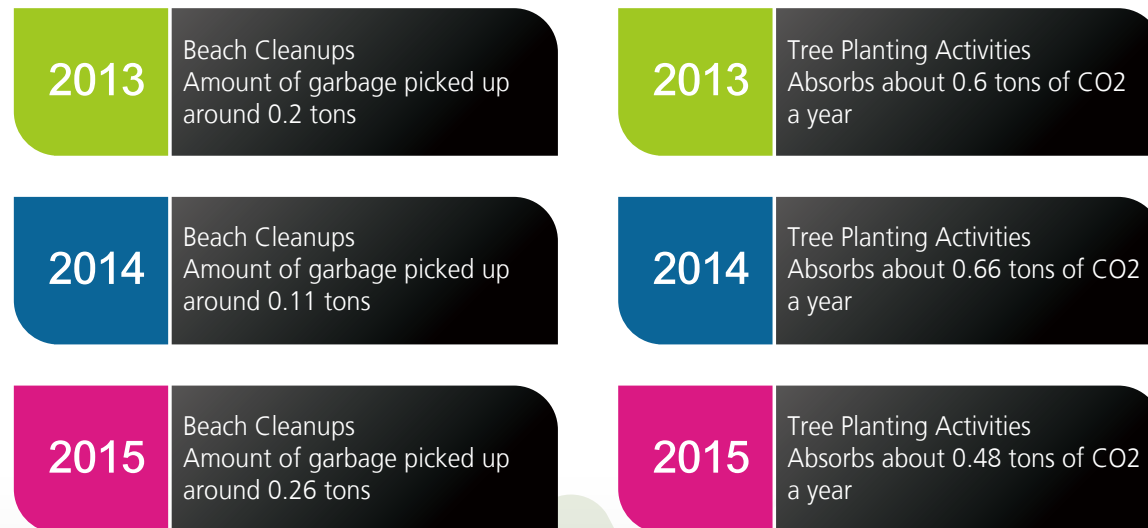 2013
Beach Cleanups
Amount of garbage picked up
around 0.2 tons
2013
Tree Planting Activities
Absorbs about 0.6 tons of CO2
a year
2014
Beach Cleanups
Amount of garbage picked up
around 0.11 tons
2014
Tree Planting Activities
Absorbs about 0.66 tons of CO2
a year
2015
Beach Cleanups
Amount of garbage picked up
around 0.26 tons
2015
Tree Planting Activities
Absorbs about 0.48 tons of CO2
a year